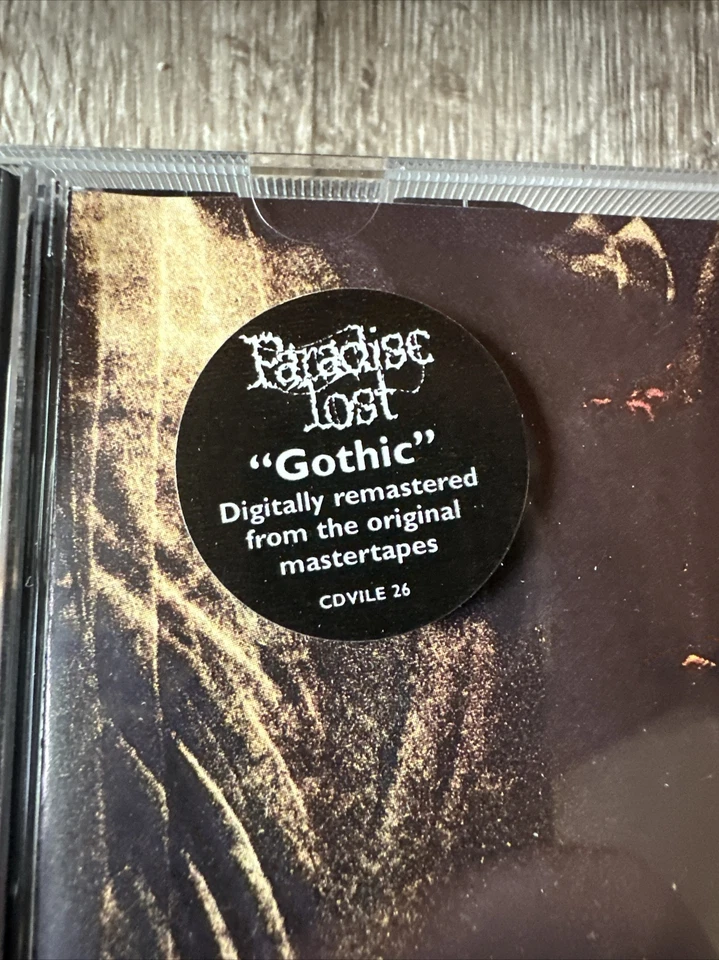 Paradise
lost
“Gothic”
Digitally remastered
from the original
mastertapes
CDVILE 26